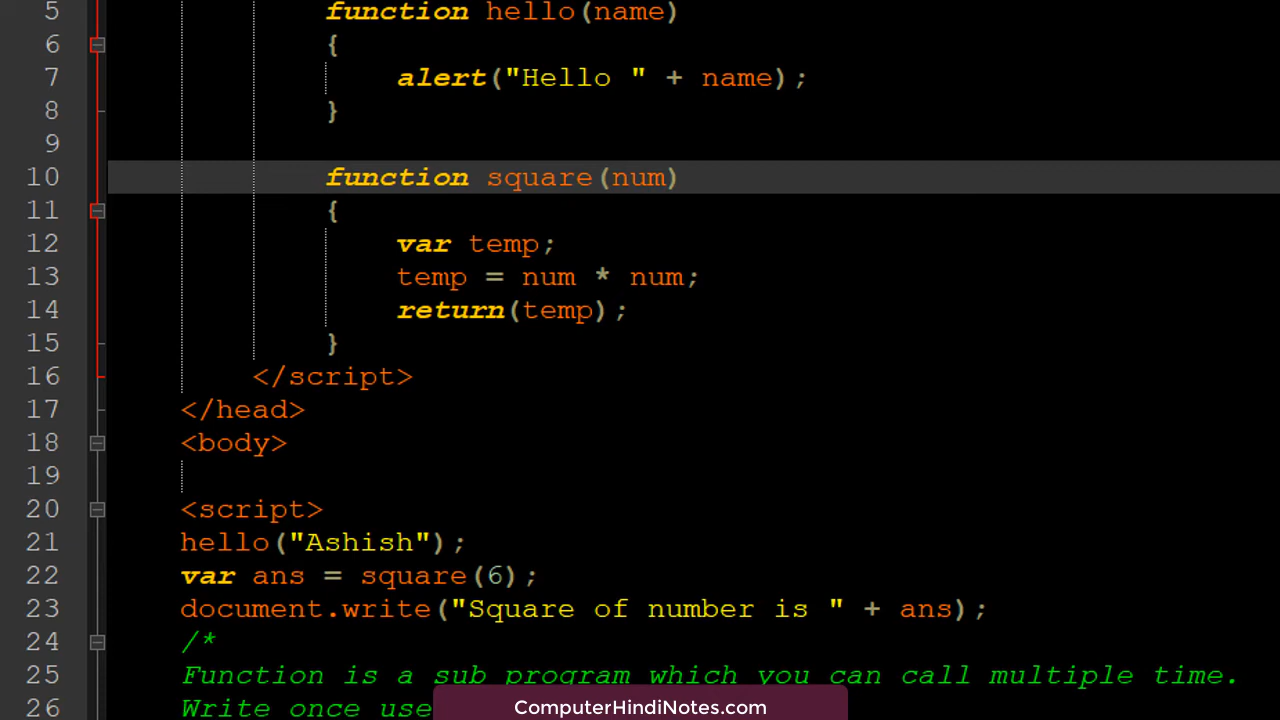 5 function hello(name)
6 {
7 alert("Hello " + name);
8 }
9
10 function square(num)
11 {
12 var temp;
13 temp = num * num;
14 return(temp);
15 }
16 </script>
17 </head>
18 <body>
19
20 <script>
21 hello("Ashish");
22 var ans = square(6);
23 document.write("Square of number is " + ans);
24 /*
25 Function is a sub program which you can call multiple time.
26 Write once use
ComputerHindiNotes.com